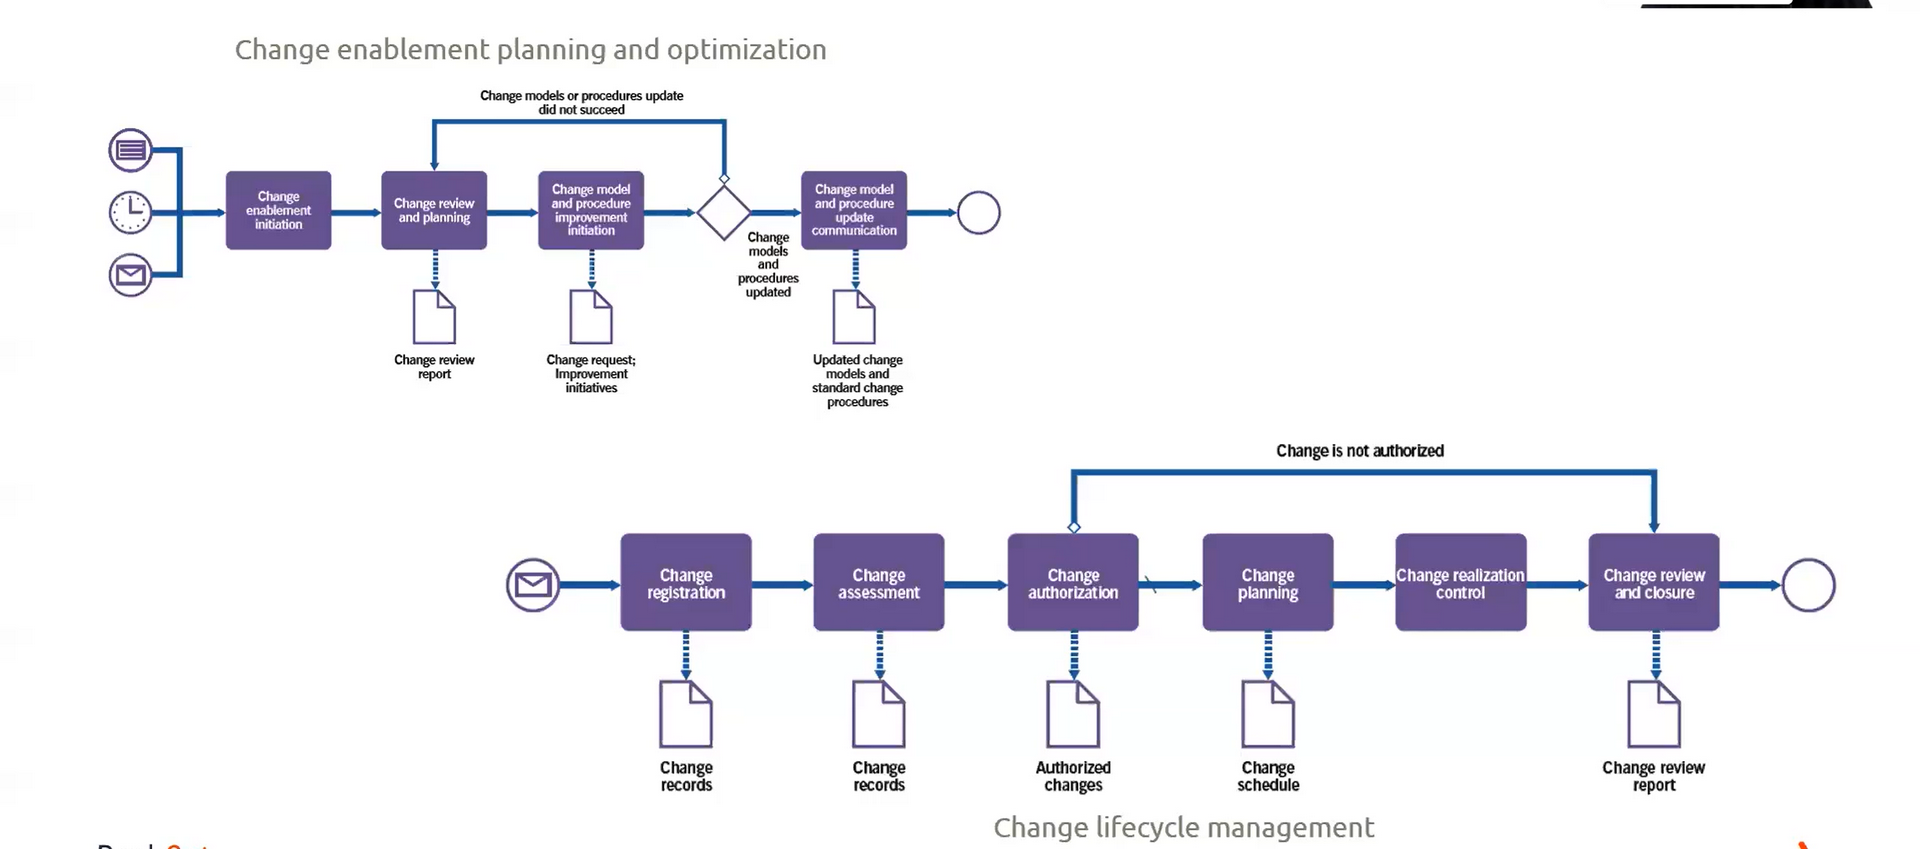 Change enablement planning and optimization
Change models or procedures update
did not succeed
Change
enablement
initiation
Change review
and planning
Change model
and procedure
improvement
initiation
Change model
and procedure
update
communication
Change
models
and
procedures
updated
Change review
report
Change request;
Improvement
initiatives
Updated change
models and
standard change
procedures
Change is not authorized
Change
registration
Change
assessment
Change
authorization
Change
planning
Change realization
control
Change review
and closure
Change
records
Change
records
Authorized
changes
Change
schedule
Change review
report
Change lifecycle management